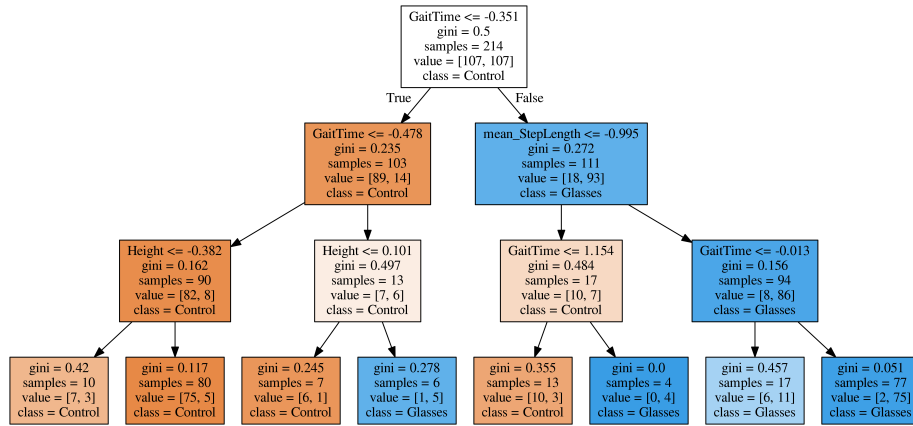 GaitTime <= -0.351
gini = 0.5
samples = 214
value = [107, 107]
class = Control
True
False
GaitTime <= -0.478
gini = 0.235
samples = 103
value = [89, 14]
class = Control
mean_StepLength <= -0.995
gini = 0.272
samples = 111
value = [18, 93]
class = Glasses
Height <= -0.382
gini = 0.162
samples = 90
value = [82, 8]
class = Control
Height <= 0.101
gini = 0.497
samples = 13
value = [7, 6]
class = Control
GaitTime <= 1.154
gini = 0.484
samples = 17
value = [10, 7]
class = Control
GaitTime <= -0.013
gini = 0.156
samples = 94
value = [8, 86]
class = Glasses
gini = 0.42
samples = 10
value = [7, 3]
class = Control
gini = 0.117
samples = 80
value = [75, 5]
class = Control
gini = 0.245
samples = 7
value = [6, 1]
class = Control
gini = 0.278
samples = 6
value = [1, 5]
class = Glasses
gini = 0.355
samples = 13
value = [10, 3]
class = Control
gini = 0.0
samples = 4
value = [0, 4]
class = Glasses
gini = 0.457
samples = 17
value = [6, 11]
class = Glasses
gini = 0.051
samples = 77
value = [2, 75]
class = Glasses